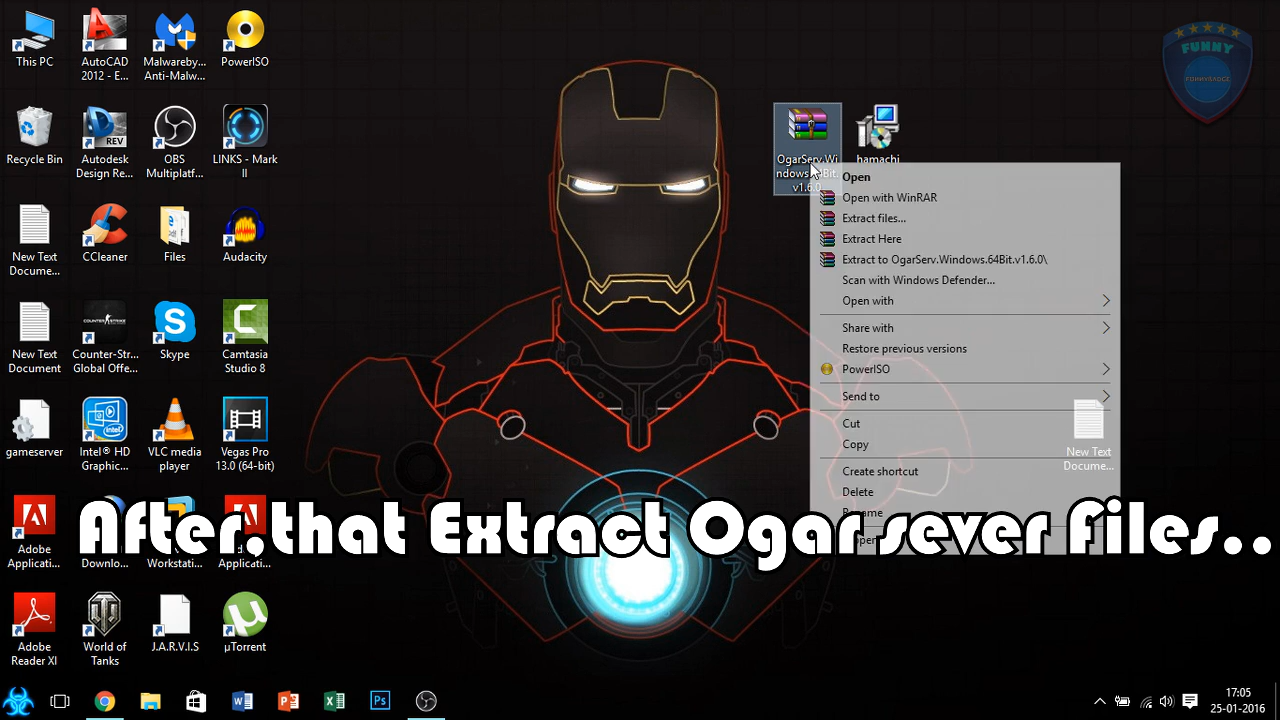 This PC
AutoCAD
2012 - E...
Malwareby...
Anti-Malw...
PowerISO
Recycle Bin
Autodesk
Design Re...
OBS
Multiplatf...
LINKS - Mark
II
New Text
Docume...
CCleaner
Files
Audacity
New Text
Document
Counter-Str...
Global Offe...
Skype
Camtasia
Studio 8
gameserver
Intel® HD
Graphic...
VLC media
player
Vegas Pro
13.0 (64-bit)
Adobe
Applicati...
Downlo...
Workstati...
Applicati...
Adobe
Reader XI
World of
Tanks
J.A.R.V.I.S
µTorrent
FUNNY
FUNNYBADGE
OgarServ.Wi
v1.6.0
hamachi
Open
Open with WinRAR
Extract files...
Extract Here
Extract to OgarServ.Windows.64Bit.v1.6.0\
Scan with Windows Defender...
Open with
Share with
Restore previous versions
PowerISO
Send to
Cut
Copy
Create shortcut
Delete
Rename
New Text
Docume...
After,that Extract Ogar sever files..
REV
COUNTER STRIKE
intel
17:05
25-01-2016